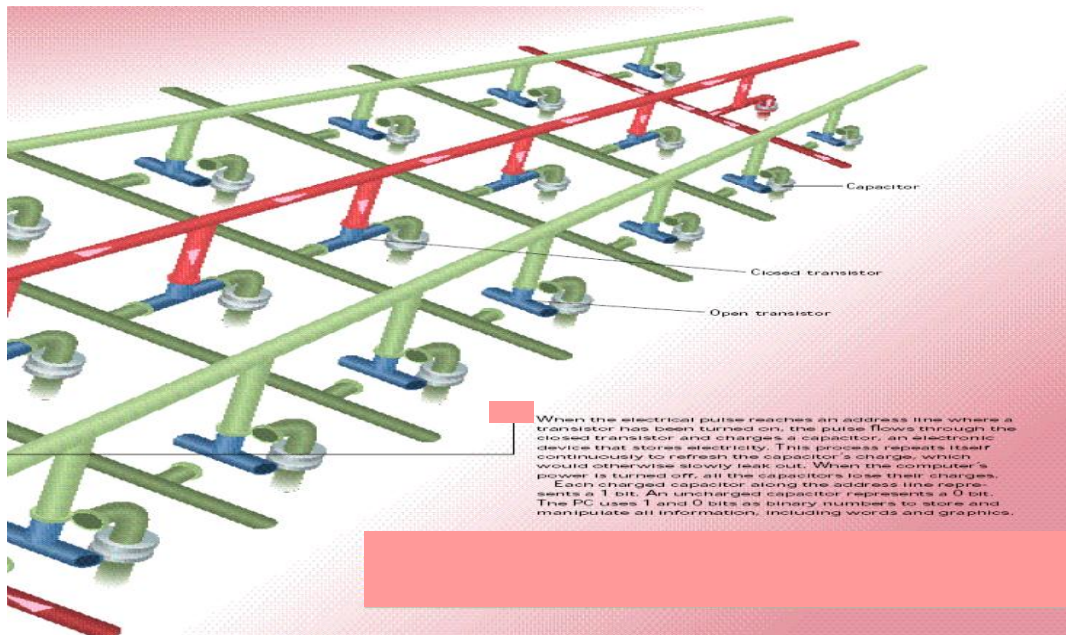 Capacitor
Closed transistor
Open transistor
When the electrical pulse reaches an address line where a
transistor has been turned on, the pulse flows through the
closed transistor and charges a capacitor, an electronic
device that stores electricity. This process repeats itself
continuously to refresh the capacitor's charge, which
would otherwise slowly leak out. When the computer's
power is turned off, all the capacitors lose their charges.
Each charged capacitor along the address line repre-
sents a 1 bit. An uncharged capacitor represents a 0 bit.
The PC uses 1 and 0 bits as binary numbers to store and
manipulate all information, including words and graphics.